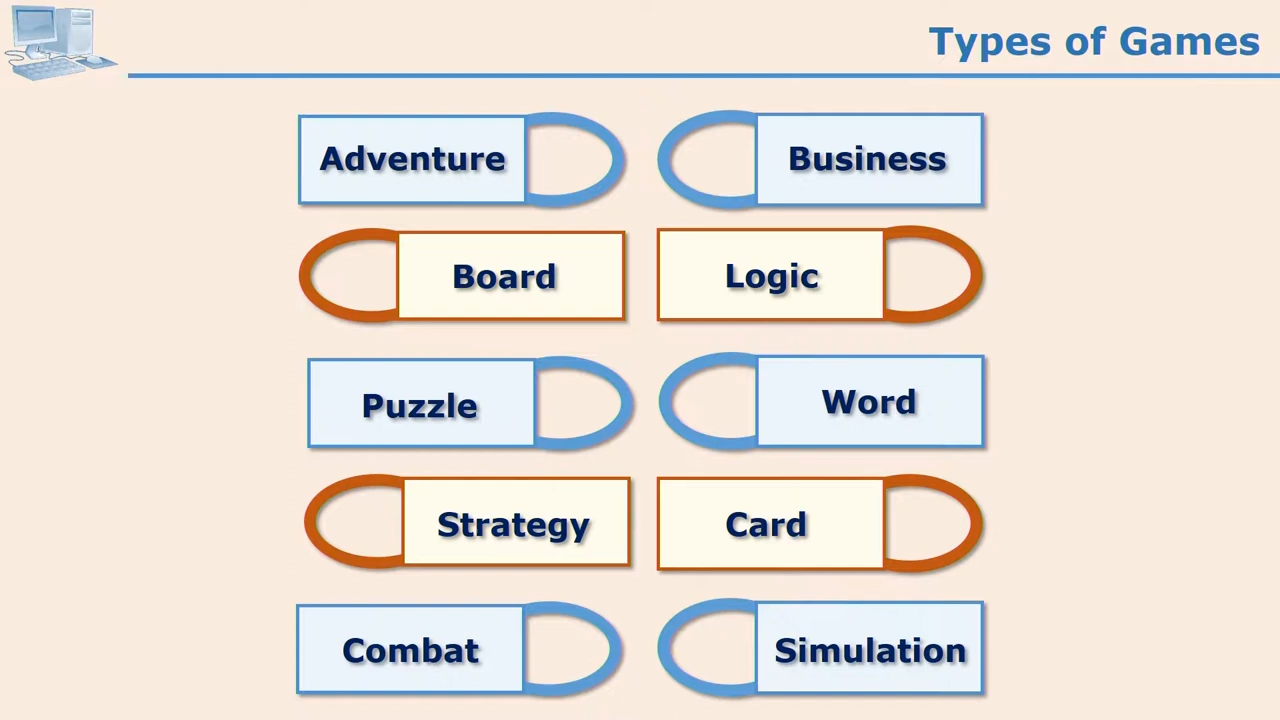 Types of Games
Adventure
Business
Board
Logic
Puzzle
Word
Strategy
Card
Combat
Simulation